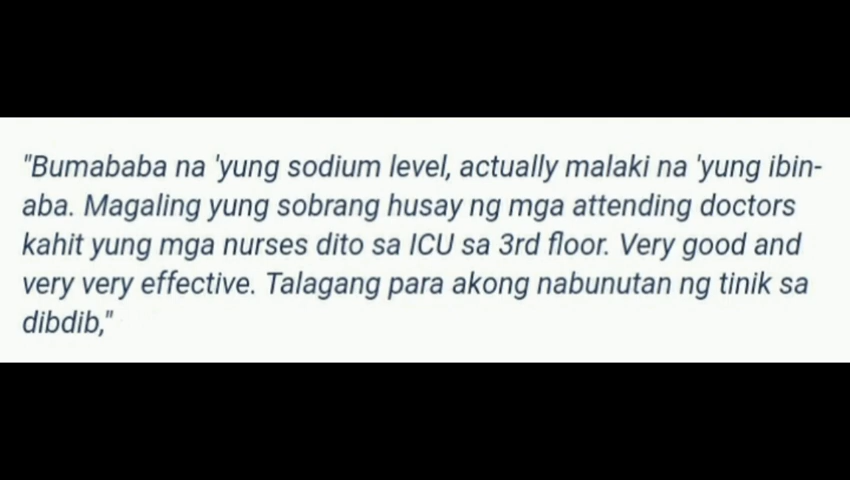 "Bumababa na 'yung sodium level, actually malaki na 'yung ibin-
aba. Magaling yung sobrang husay ng mga attending doctors
kahit yung mga nurses dito sa ICU sa 3rd floor. Very good and
very very effective. Talagang para akong nabunutan ng tinik sa
dibdib,"